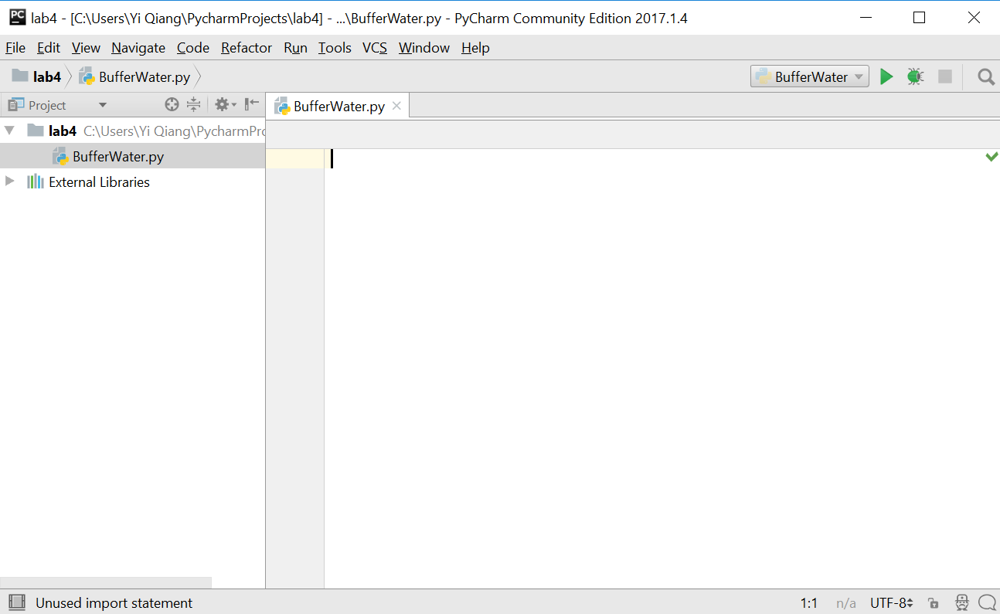 PC lab4 - [C:\Users\Yi Qiang\PycharmProjects\lab4] - ...\BufferWater.py - PyCharm Community Edition 2017.1.4
File Edit View Navigate Code Refactor Run Tools VCS Window Help
lab4 BufferWater.py BufferWater
Project BufferWater.py
lab4 C:\Users\Yi Qiang\PycharmPro
BufferWater.py
External Libraries
Unused import statement 1:1 n/a UTF-8